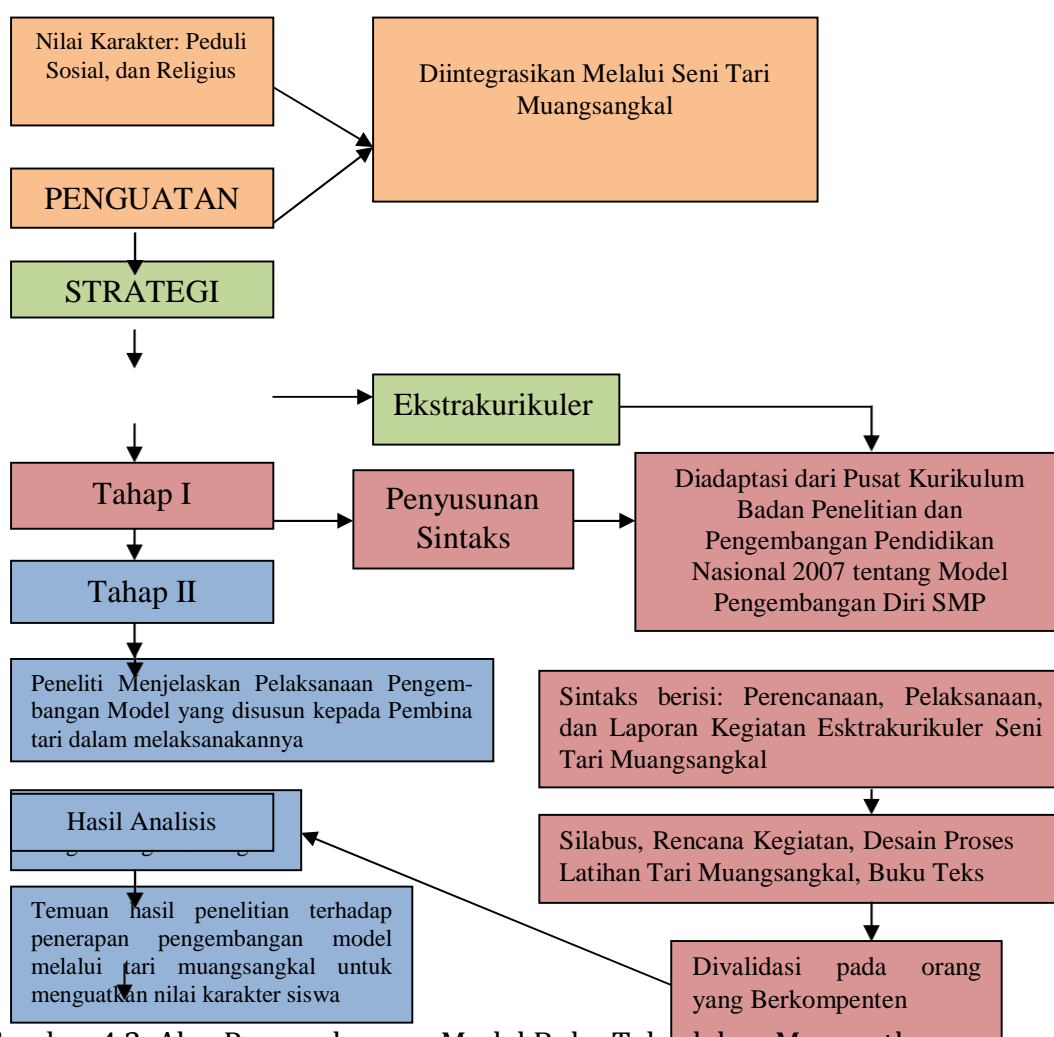 Nilai Karakter: Peduli
Sosial, dan Religius
Diintegrasikan Melalui Seni Tari
Muangsangkal
PENGUATAN
STRATEGI
Ekstrakurikuler
Tahap I
Penyusunan
Sintaks
Diadaptasi dari Pusat Kurikulum
Badan Penelitian dan
Pengembangan Pendidikan
Nasional 2007 tentang Model
Pengembangan Diri SMP
Tahap II
Peneliti Menjelaskan Pelaksanaan Pengem-
bangan Model yang disusun kepada Pembina
tari dalam melaksanakannya
Sintaks berisi: Perencanaan, Pelaksanaan,
dan Laporan Kegiatan Esktrakurikuler Seni
Tari Muangsangkal
Hasil Analisis
Silabus, Rencana Kegiatan, Desain Proses
Latihan Tari Muangsangkal, Buku Teks
Temuan hasil penelitian terhadap
penerapan pengembangan model
melalui tari muangsangkal untuk
menguatkan nilai karakter siswa
Divalidasi pada orang
yang Berkompenten